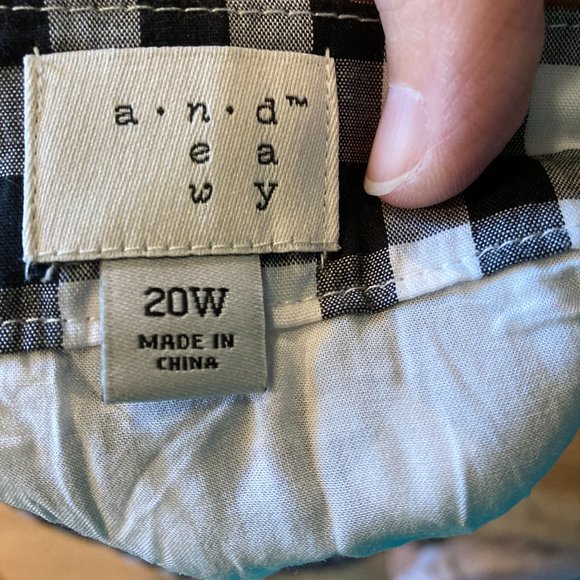 a · n · d™
e a
w y
20W
MADE IN
CHINA